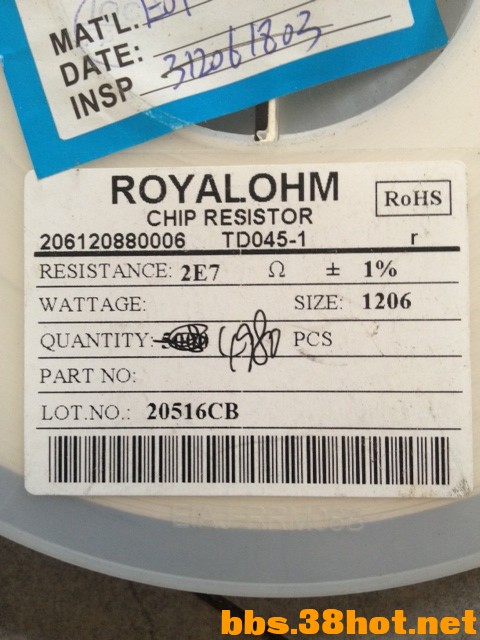 MAT'L.
DATE: 312061803
INSP
ROYALOHM
RoHS
CHIP RESISTOR
206120880006 TD045-1 r
RESISTANCE: 2E7 Ω ± 1%
WATTAGE: SIZE: 1206
QUANTITY: PCS
PART NO:
LOT.NO.: 20516CB
bbs.38hot.net